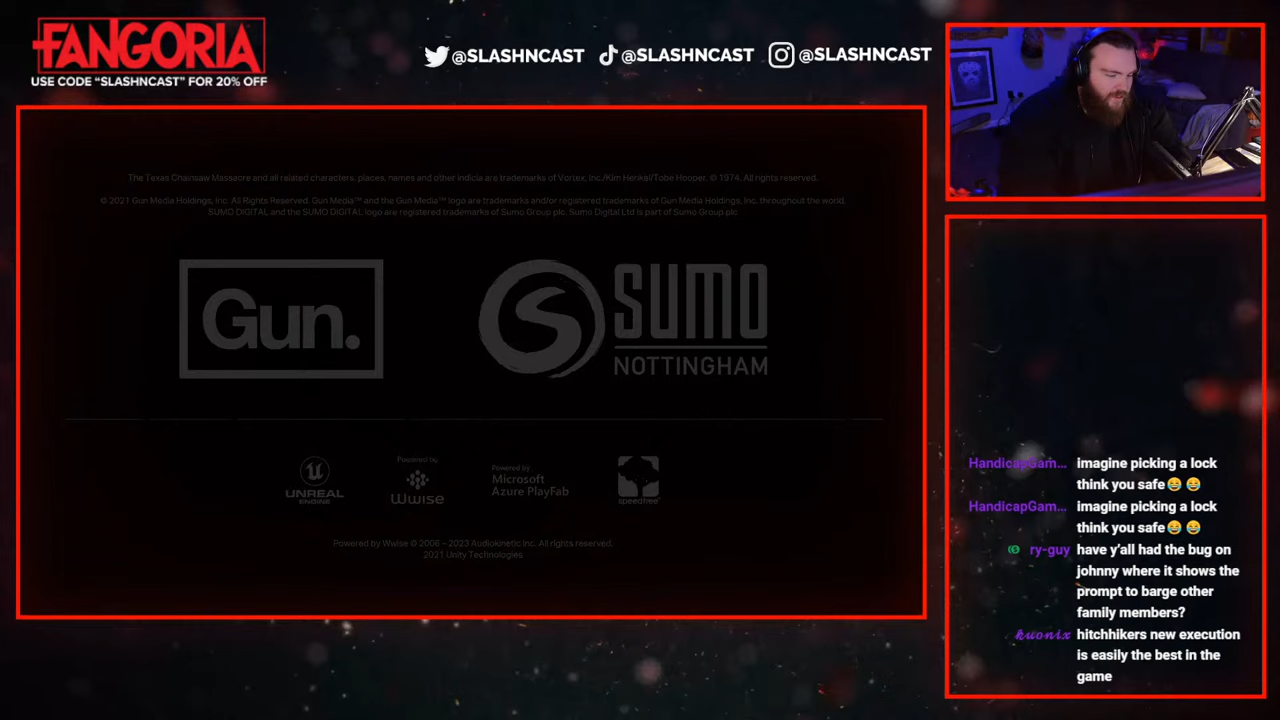 FANGORIA
USE CODE "SLASHNCAST" FOR 20% OFF
@SLASHNCAST @SLASHNCAST @SLASHNCAST
The Texas Chainsaw Massacre and all related characters, places, names and other indicia are trademarks of Vortex, Inc./Kim Henkel/Tobe Hooper. © 1974. All rights reserved.
© 2021 Gun Media Holdings, Inc. All Rights Reserved. Gun Media™ and the Gun Media™ logo are trademarks and/or registered trademarks of Gun Media Holdings, Inc. throughout the world.
SUMO DIGITAL and the SUMO DIGITAL logo are registered trademarks of Sumo Group plc. Sumo Digital Ltd is part of Sumo Group plc
Gun.
SUMO
NOTTINGHAM
UNREAL
ENGINE
Powered by
Wwise
Powered by
Microsoft
Azure PlayFab
speedtree
Powered by Wwise © 2006 – 2023 Audiokinetic Inc. All rights reserved.
2021 Unity Technologies
HandicapGam... imagine picking a lock
think you safe😂 😂
HandicapGam... imagine picking a lock
think you safe😂 😂
ry-guy have y'all had the bug on
johnny where it shows the
prompt to barge other
family members?
kuonix hitchhikers new execution
is easily the best in the
game